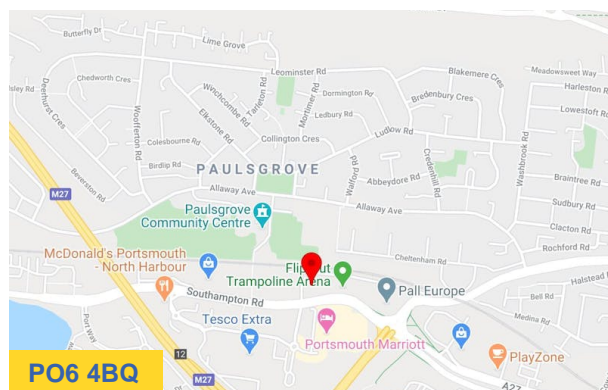 Butterfly Dr
Lime Grove
Leominster Rd
Blakemere Cres
Meadowsweet Way
Harleston Rd
Chedworth Cres
Deerhurst Cres
Winchcombe Rd
Tarleton Rd
Mortimer Rd
Dormington Rd
Bredenbury Cres
Lowestoft Rd
Elkstone Rd
Ledbury Rd
Woofferton Rd
Colesbourne Rd
Collington Cres
Ludlow Rd
Washbrook Rd
Birdlip Rd
PAULSGROVE
Walford Rd
Abbeydore Rd
Credenhill Rd
Braintree Rd
M27
Beverston Rd
Allaway Ave
Allaway Ave
Sudbury Rd
Paulsgrove
Community Centre
Clacton Rd
Rochford Rd
McDonald's Portsmouth
- North Harbour
Cheltenham Rd
Halstead
Trampoline Arena
Southampton Rd
Pall Europe
Bell Rd
Port Way
Tesco Extra
Medina Rd
Portsmouth Marriott
12
PlayZone
PO6 4BQ
M27
A27